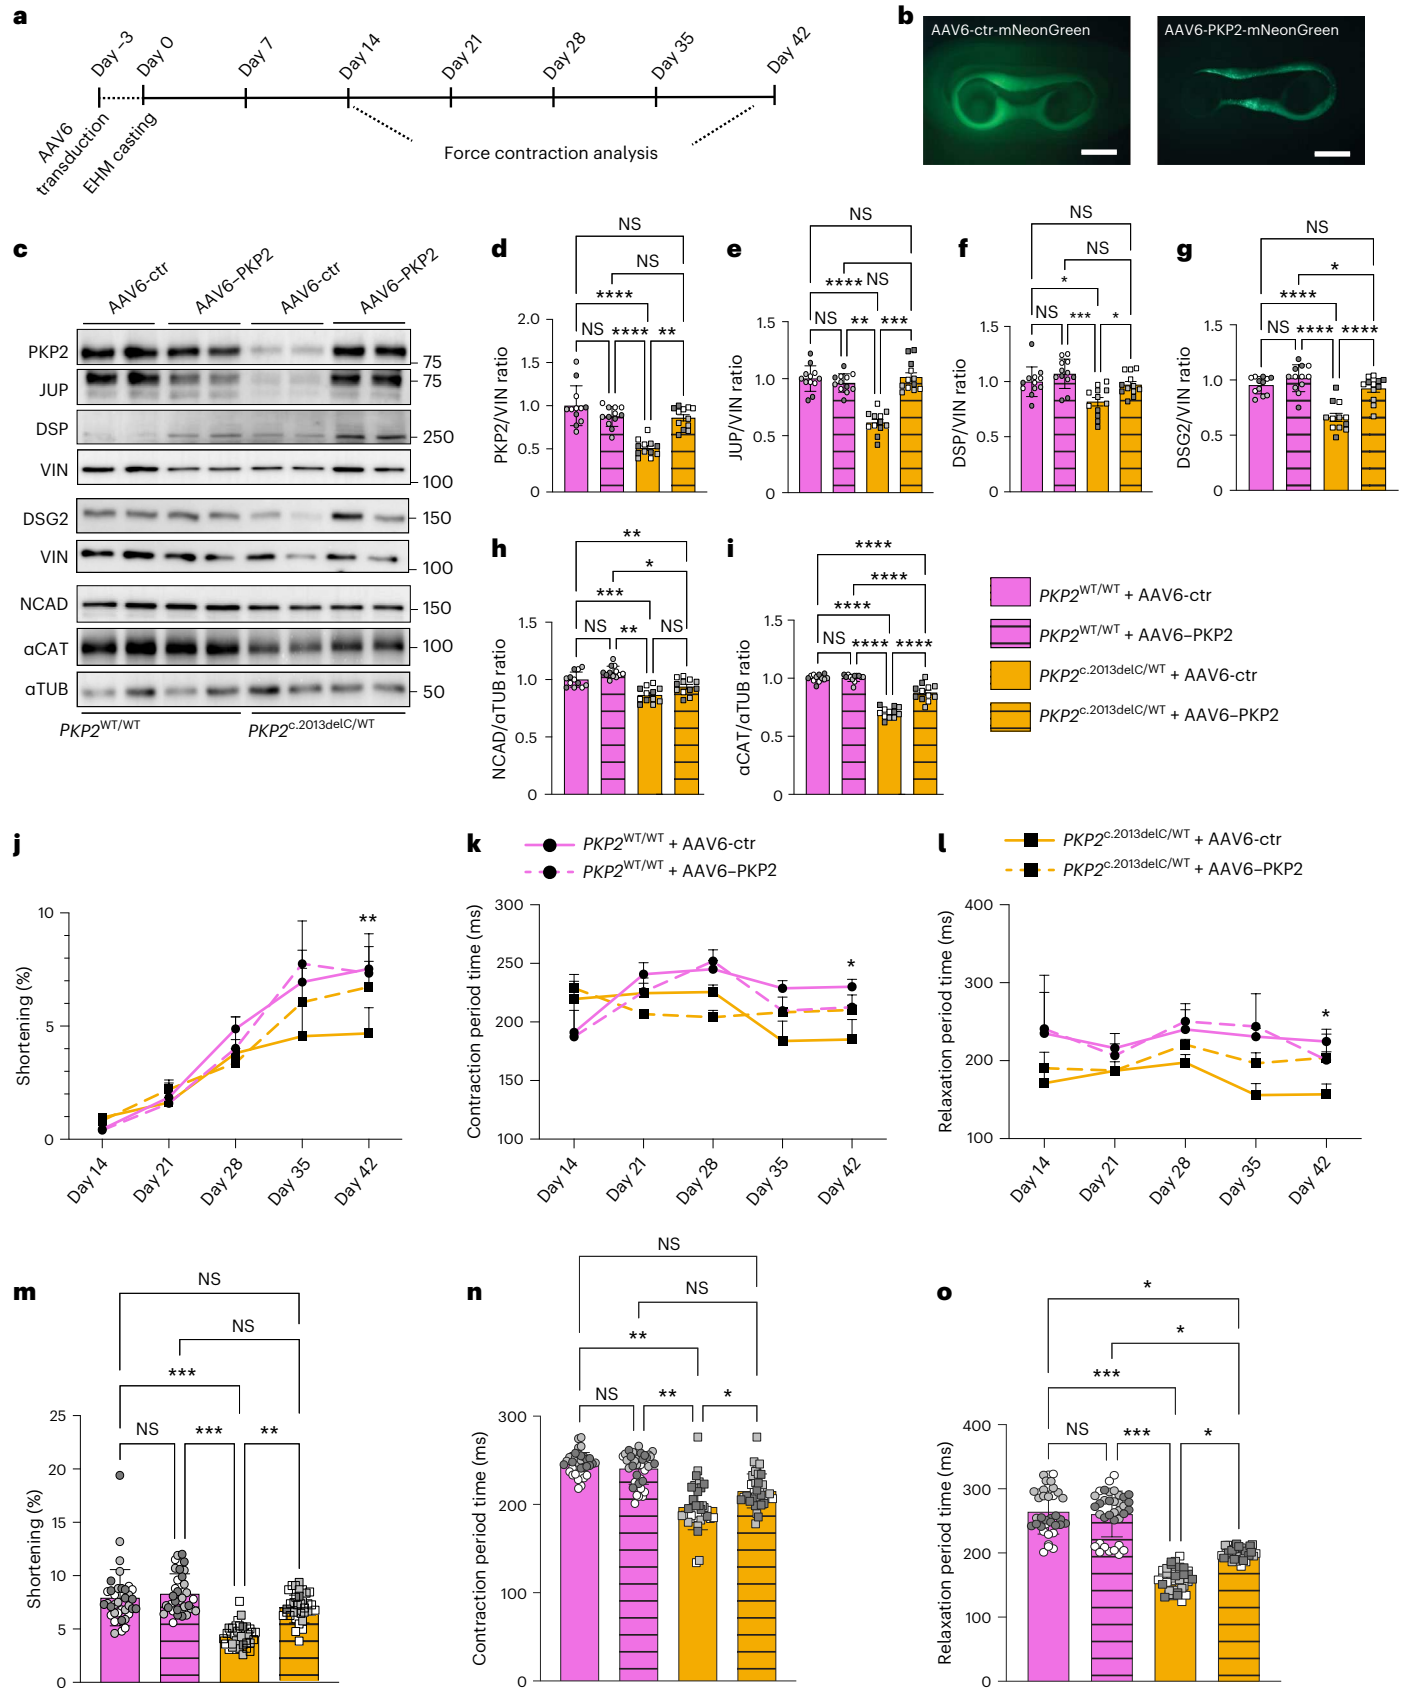 a
Day −3
Day 0
Day 7
Day 14
Day 21
Day 28
Day 35
Day 42
AAV6
transduction
EHM casting
Force contraction analysis
b
AAV6-ctr-mNeonGreen
AAV6-PKP2-mNeonGreen
c
AAV6-ctr
AAV6–PKP2
AAV6-ctr
AAV6–PKP2
PKP2
75
JUP
75
DSP
250
VIN
100
DSG2
150
VIN
100
NCAD
150
αCAT
100
αTUB
50
PKP2WT/WT
PKP2c.2013delC/WT
d
NS
NS
****
NS **** **
PKP2/VIN ratio
2.0
1.5
1.0
0.5
0
e
NS
**** NS
NS ** ***
JUP/VIN ratio
1.5
1.0
0.5
0
f
NS
NS
*
NS *** *
DSP/VIN ratio
1.5
1.0
0.5
0
g
NS
*
****
NS **** ****
DSG2/VIN ratio
1.5
1.0
0.5
0
h
**
*
***
NS ** NS
NCAD/αTUB ratio
1.5
1.0
0.5
0
i
****
****
****
NS **** ****
αCAT/αTUB ratio
1.5
1.0
0.5
0
PKP2WT/WT + AAV6-ctr
PKP2WT/WT + AAV6–PKP2
PKP2c.2013delC/WT + AAV6-ctr
PKP2c.2013delC/WT + AAV6–PKP2
j
Shortening (%)
10
5
0
**
Day 14
Day 21
Day 28
Day 35
Day 42
k
PKP2WT/WT + AAV6-ctr
PKP2WT/WT + AAV6–PKP2
Contraction period time (ms)
300
250
200
150
100
*
Day 14
Day 21
Day 28
Day 35
Day 42
l
PKP2c.2013delC/WT + AAV6-ctr
PKP2c.2013delC/WT + AAV6–PKP2
Relaxation period time (ms)
400
300
200
100
*
Day 14
Day 21
Day 28
Day 35
Day 42
m
NS
NS
***
NS *** **
Shortening (%)
25
20
15
10
5
0
n
NS
NS
**
NS ** *
Contraction period time (ms)
300
200
100
0
o
*
*
***
NS *** *
Relaxation period time (ms)
400
300
200
100
0